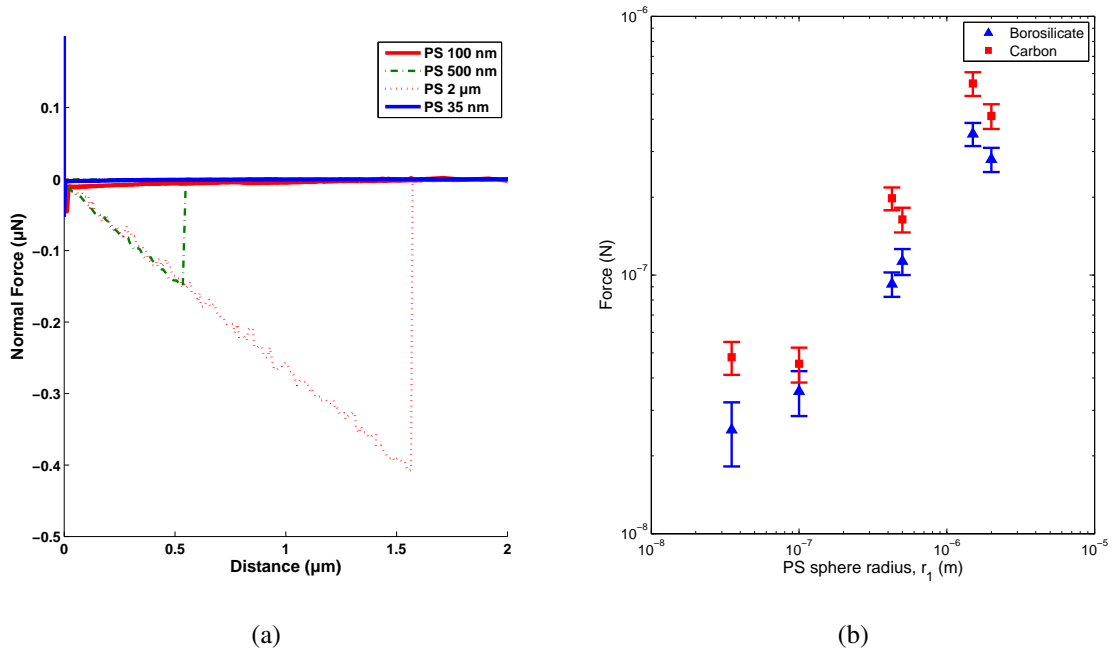 PS 100 nm
PS 500 nm
PS 2 µm
PS 35 nm
0.1
0
−0.1
−0.2
−0.3
−0.4
−0.5
Normal Force (µN)
0 0.5 1 1.5 2
Distance (µm)
(a)
Borosilicate
Carbon
10⁻⁶
10⁻⁷
10⁻⁸
Force (N)
10⁻⁸ 10⁻⁷ 10⁻⁶ 10⁻⁵
PS sphere radius, r₁ (m)
(b)